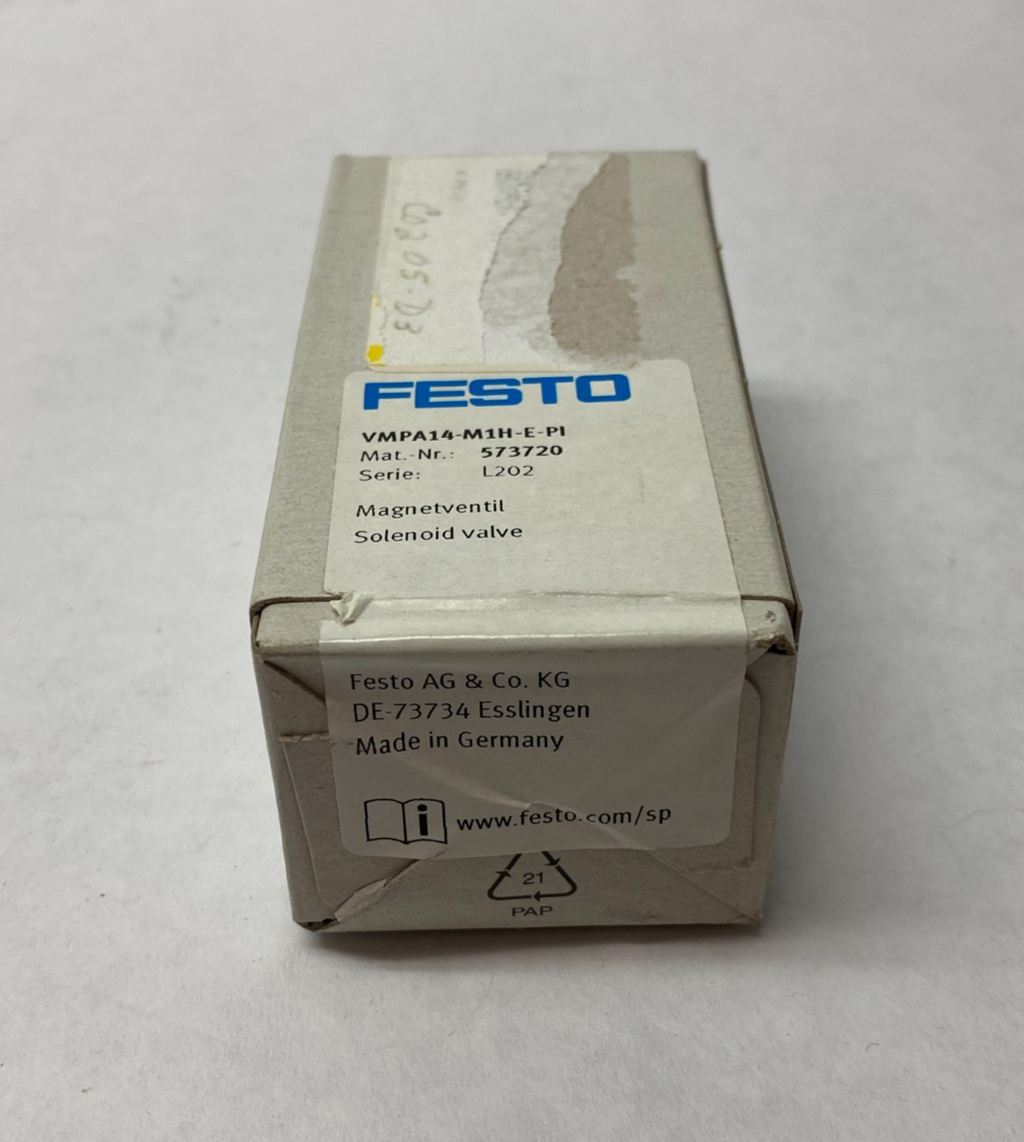 FESTO
VMPA14-M1H-E-PI
Mat.-Nr.: 573720
Serie: L202
Magnetventil
Solenoid valve
Festo AG & Co. KG
DE-73734 Esslingen
Made in Germany
i www.festo.com/sp
21
PAP